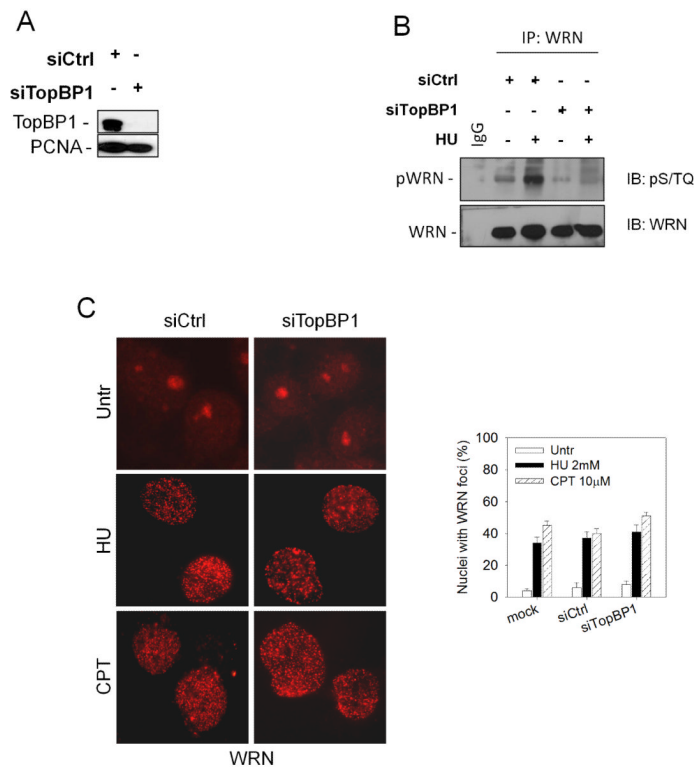 A
siCtrl + -
siTopBP1 - +
TopBP1 -
PCNA -
B
IP: WRN
siCtrl + + - -
siTopBP1 - - + +
HU - + - +
IgG
pWRN - IB: pS/TQ
WRN - IB: WRN
C
siCtrl siTopBP1
Untr
HU
CPT
WRN
Nuclei with WRN foci (%)
100
80
60
40
20
0
Untr
HU 2mM
CPT 10μM
mock siCtrl siTopBP1